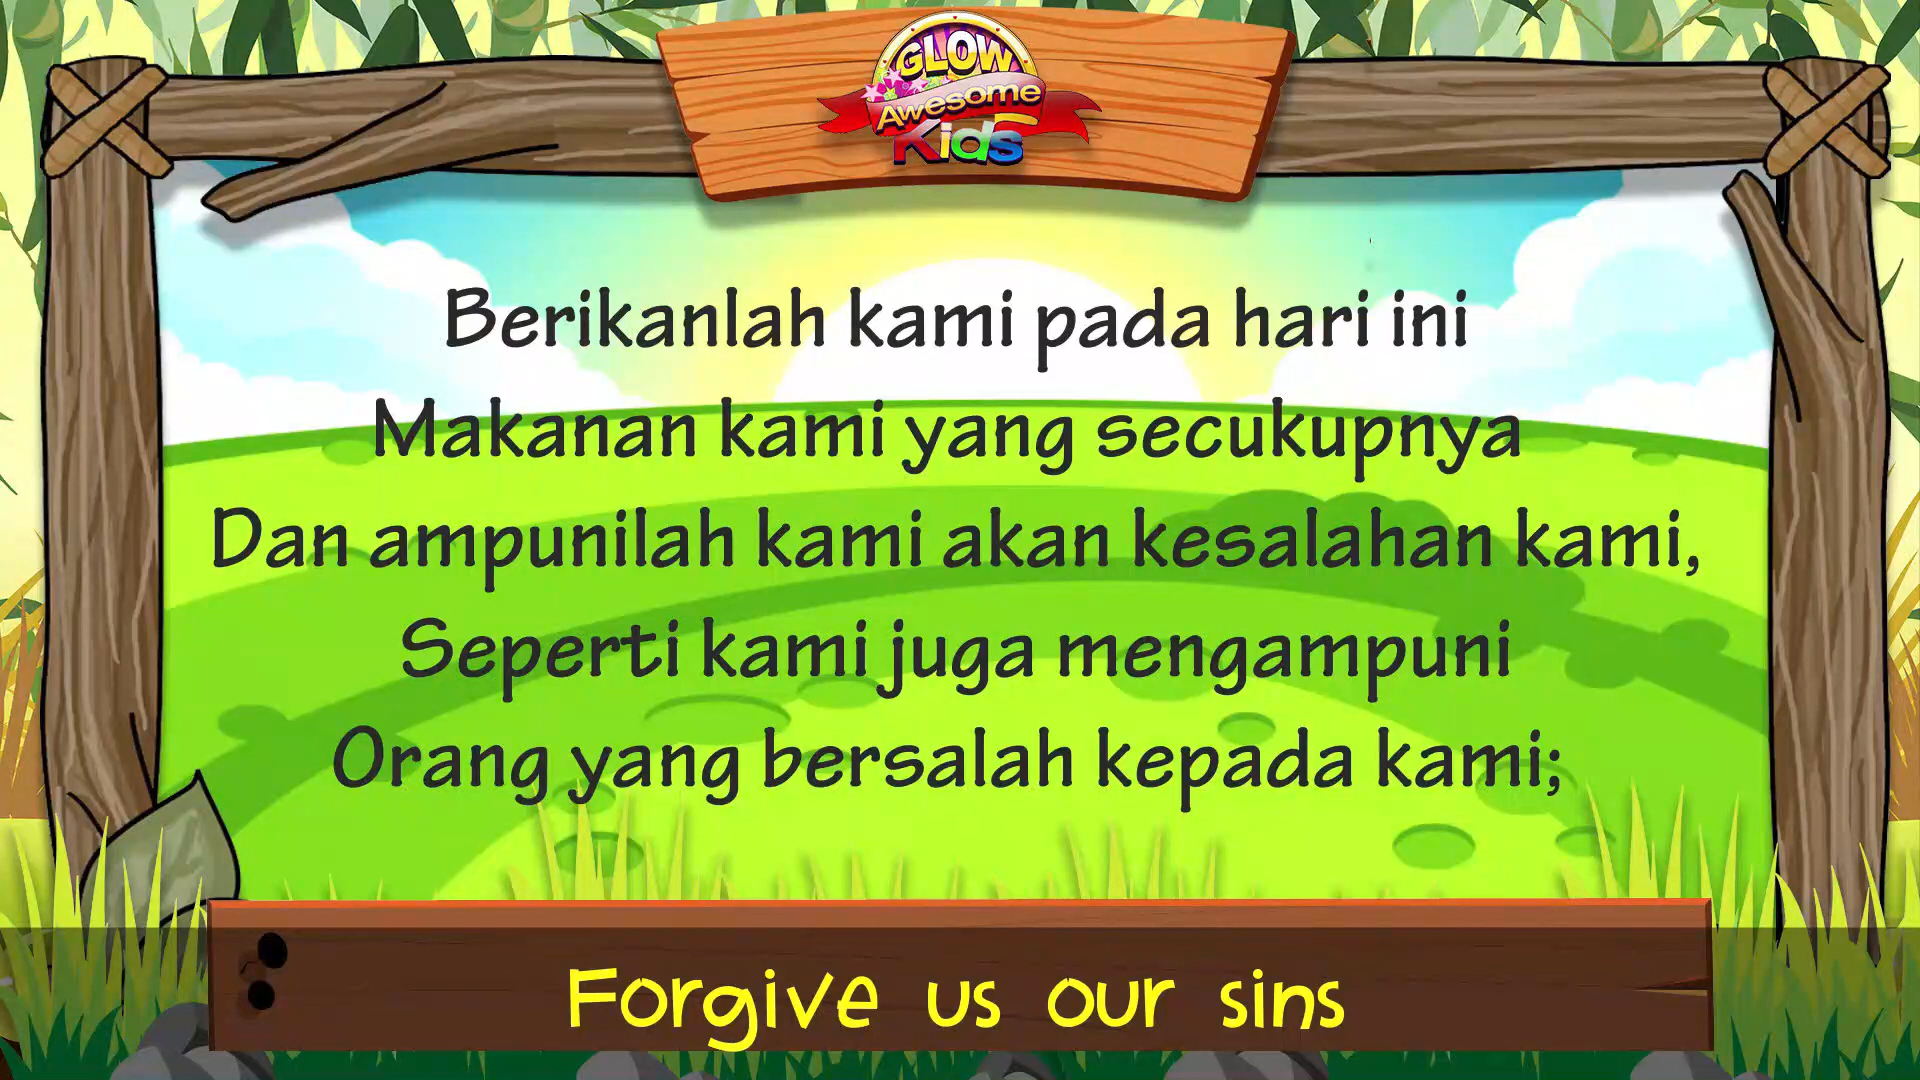 GLOW
Awesome
Kids
Berikanlah kami pada hari ini
Makanan kami yang secukupnya
Dan ampunilah kami akan kesalahan kami,
Seperti kami juga mengampuni
Orang yang bersalah kepada kami;
Forgive us our sins